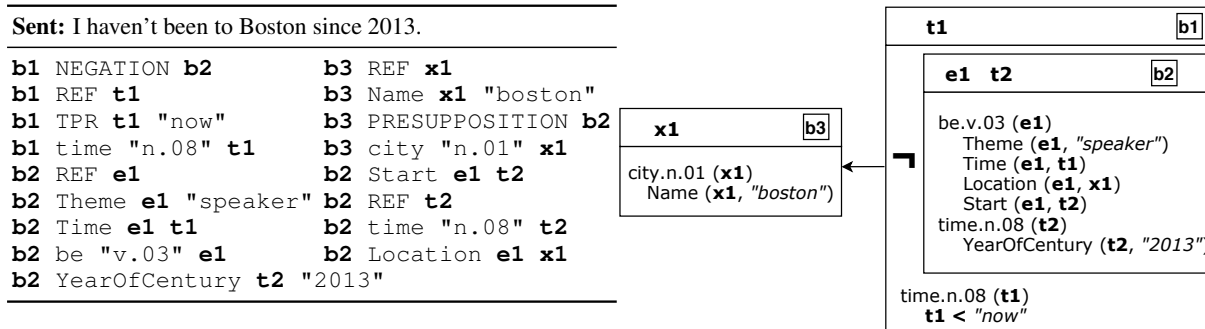 Sent: I haven't been to Boston since 2013.
b1 NEGATION b2 b3 REF x1
b1 REF t1 b3 Name x1 "boston"
b1 TPR t1 "now" b3 PRESUPPOSITION b2
b1 time "n.08" t1 b3 city "n.01" x1
b2 REF e1 b2 Start e1 t2
b2 Theme e1 "speaker" b2 REF t2
b2 Time e1 t1 b2 time "n.08" t2
b2 be "v.03" e1 b2 Location e1 x1
b2 YearOfCentury t2 "2013"
x1 b3
city.n.01 (x1)
Name (x1, "boston")
t1 b1
¬
e1 t2 b2
be.v.03 (e1)
Theme (e1, "speaker")
Time (e1, t1)
Location (e1, x1)
Start (e1, t2)
time.n.08 (t2)
YearOfCentury (t2, "2013")
time.n.08 (t1)
t1 < "now"